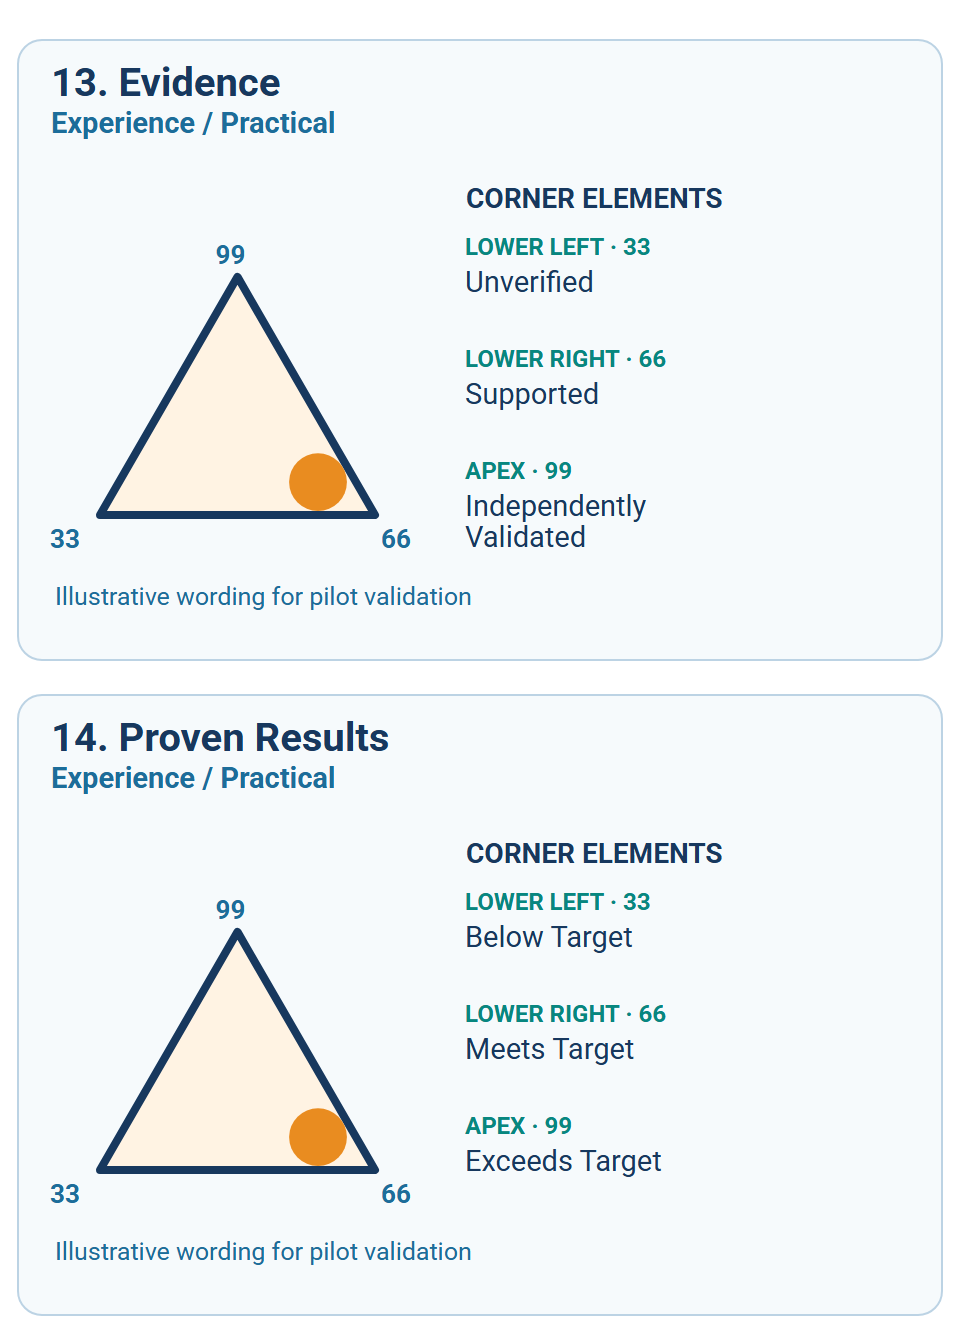 13. Evidence
Experience / Practical
CORNER ELEMENTS
LOWER LEFT · 33
Unverified
LOWER RIGHT · 66
Supported
APEX · 99
Independently
Validated
99
33
66
Illustrative wording for pilot validation
14. Proven Results
Experience / Practical
CORNER ELEMENTS
LOWER LEFT · 33
Below Target
LOWER RIGHT · 66
Meets Target
APEX · 99
Exceeds Target
99
33
66
Illustrative wording for pilot validation